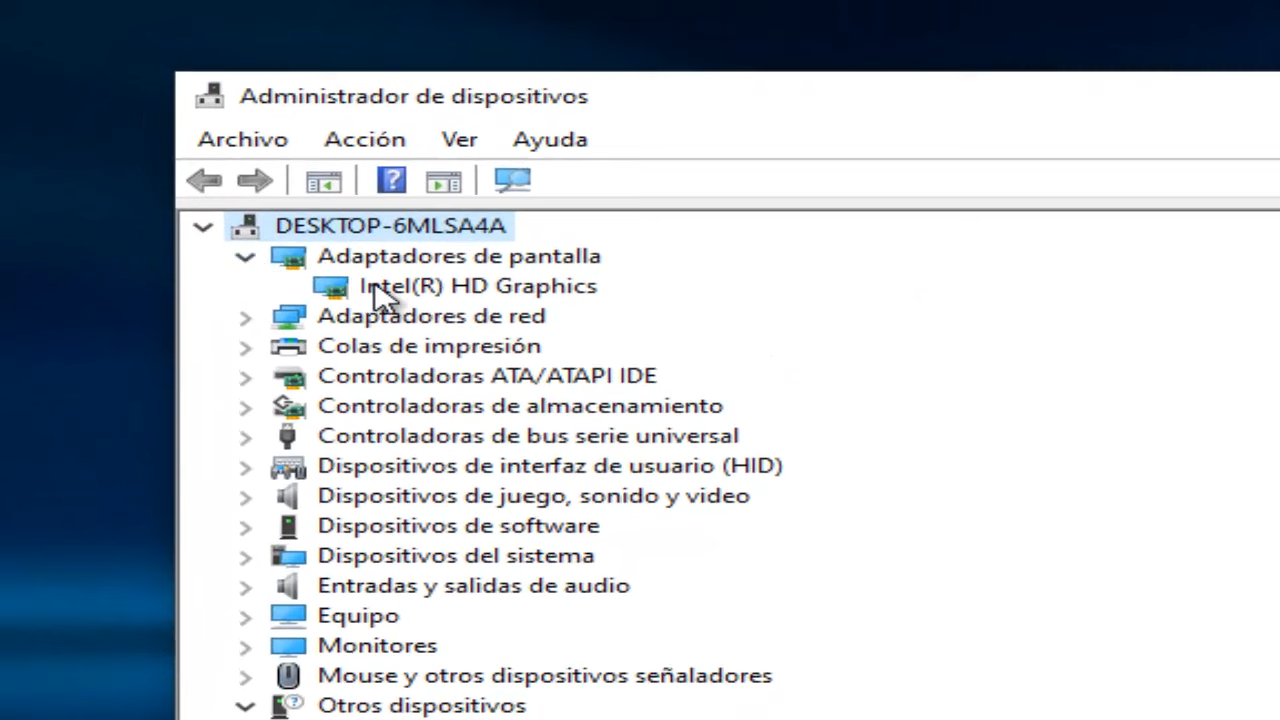 Administrador de dispositivos
Archivo Acción Ver Ayuda
?
DESKTOP-6MLSA4A
Adaptadores de pantalla
Intel(R) HD Graphics
Adaptadores de red
Colas de impresión
Controladoras ATA/ATAPI IDE
Controladoras de almacenamiento
Controladoras de bus serie universal
Dispositivos de interfaz de usuario (HID)
Dispositivos de juego, sonido y video
Dispositivos de software
Dispositivos del sistema
Entradas y salidas de audio
Equipo
Monitores
Mouse y otros dispositivos señaladores
Otros dispositivos